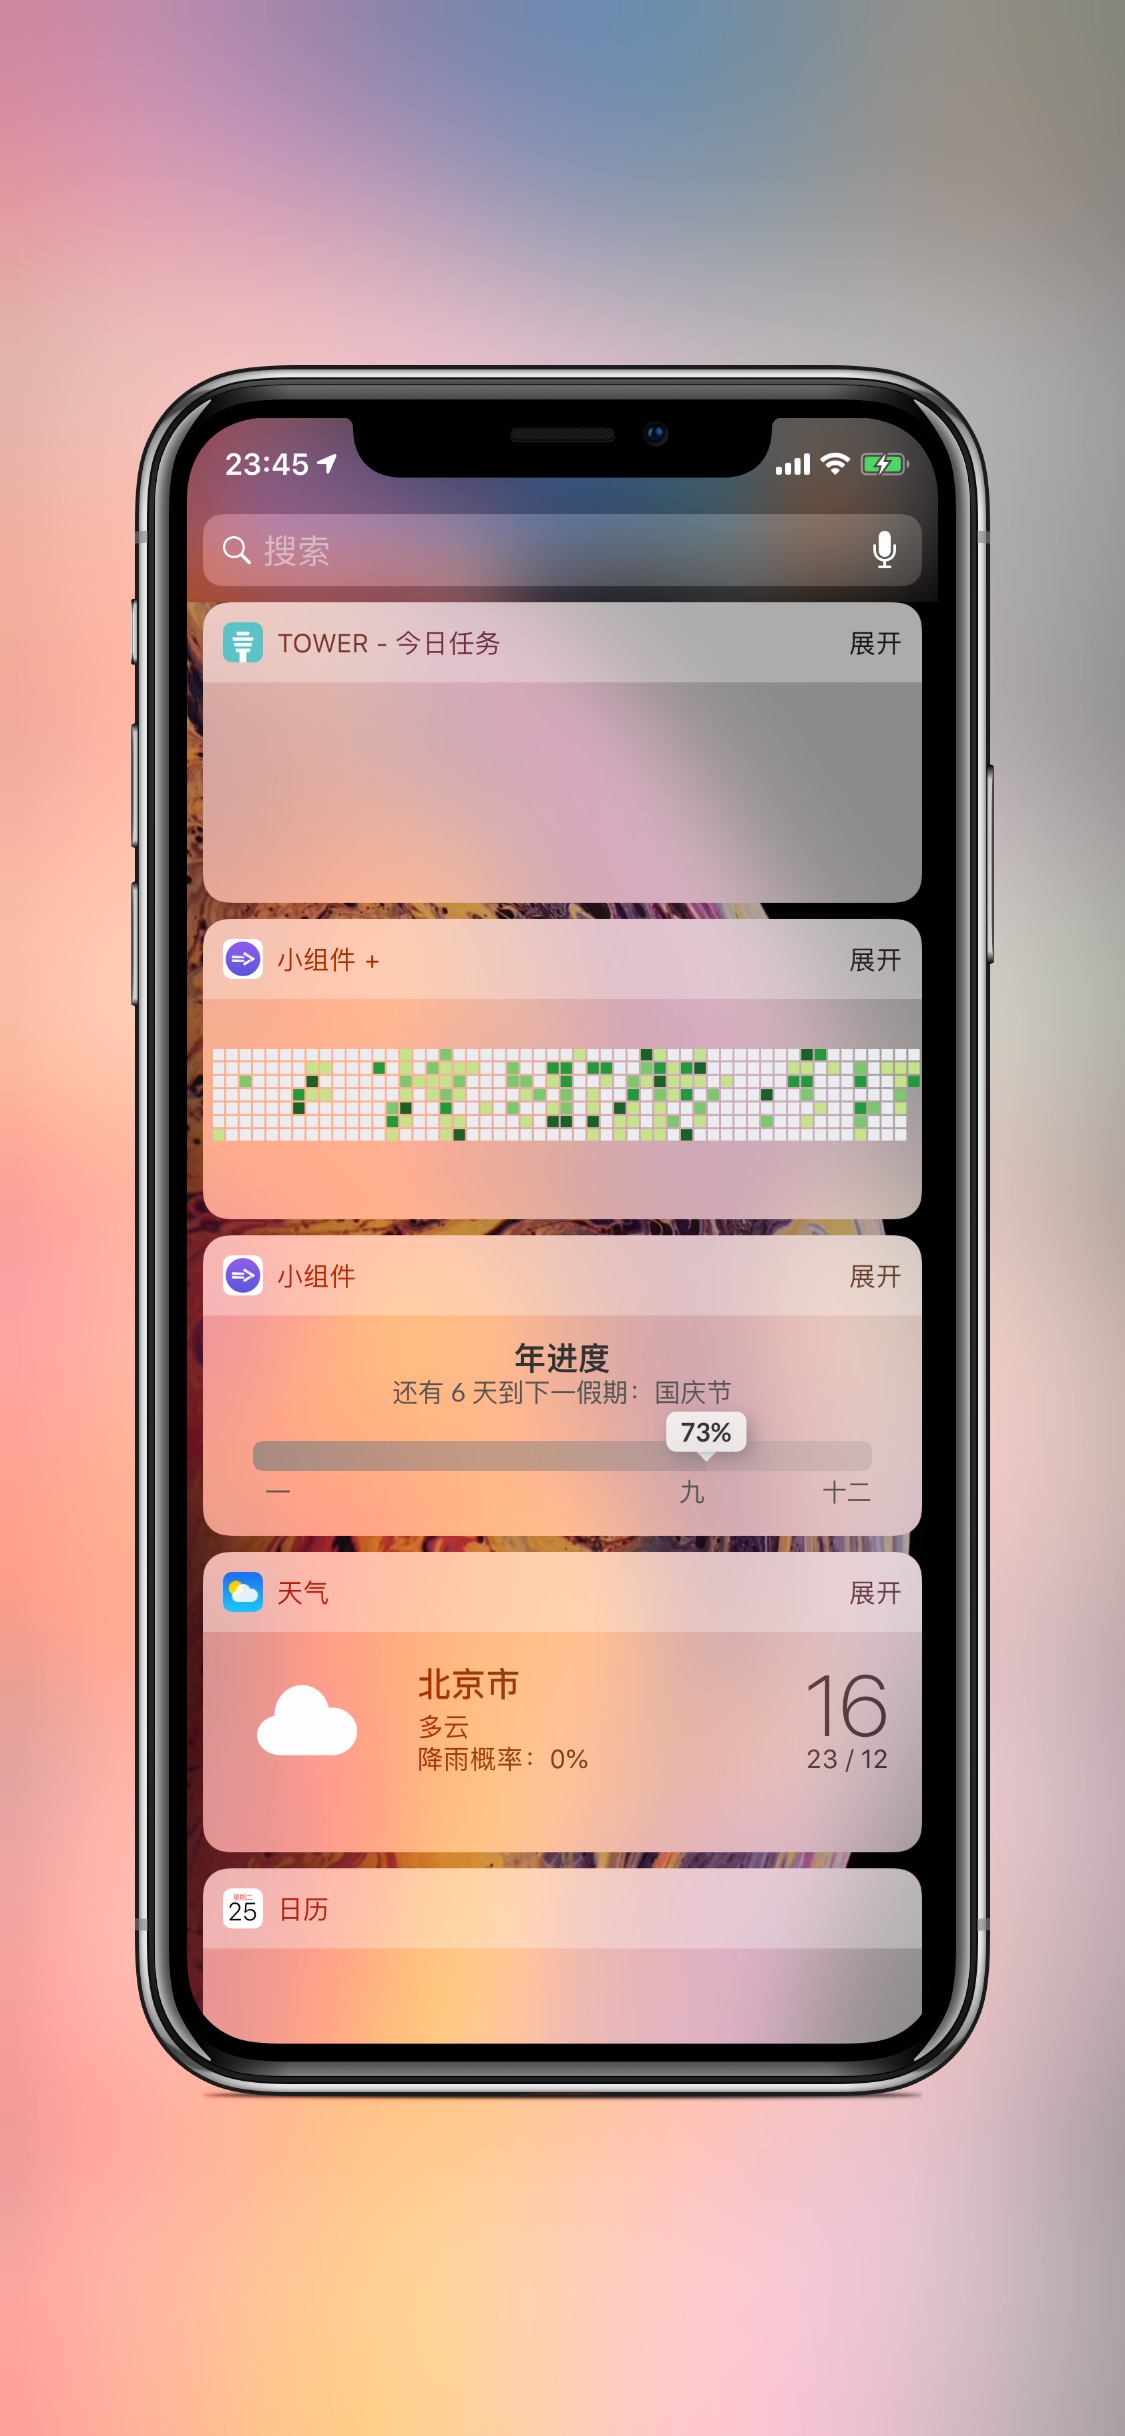 23:45
搜索
TOWER - 今日任务 展开
小组件 + 展开
小组件 展开
年进度
还有 6 天到下一假期：国庆节
73%
一 九 十二
天气 展开
北京市 16
多云
降雨概率：0% 23 / 12
星期二
25 日历